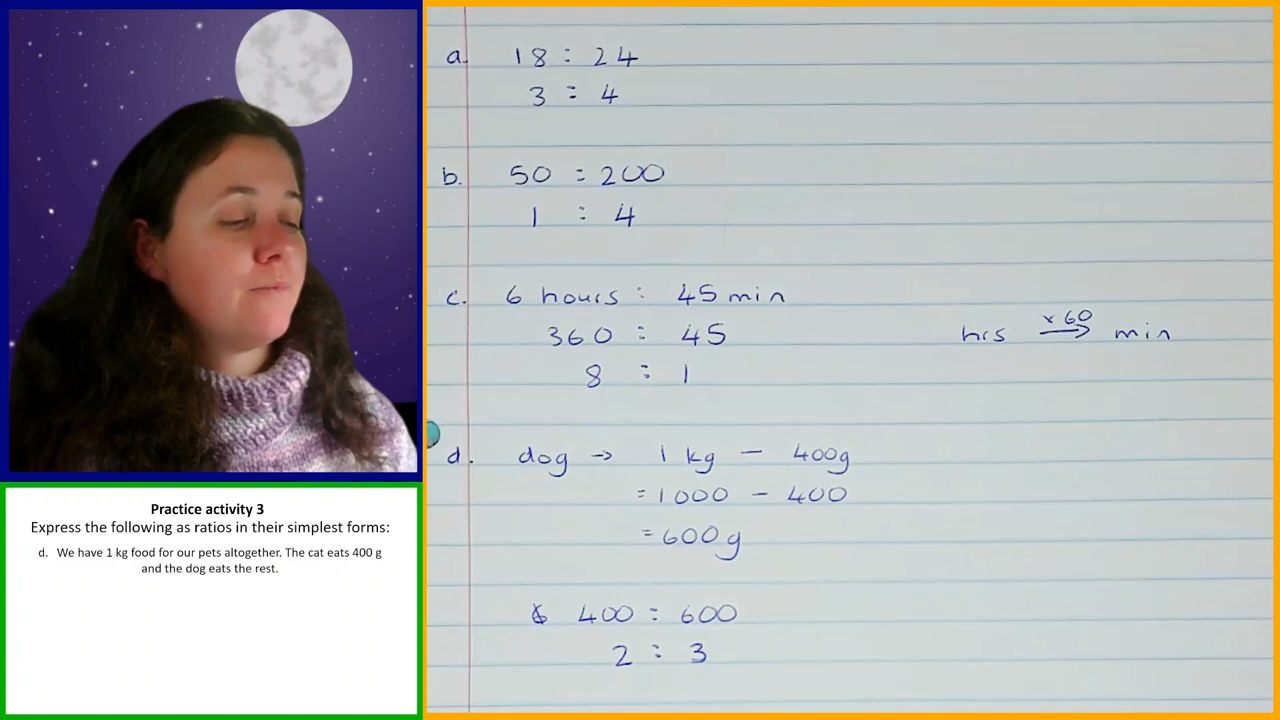 a. 18 : 24
3 : 4
b. 50 : 200
1 : 4
c. 6 hours : 45 min
360 : 45 hrs ×60 → min
8 : 1
d. dog → 1 kg - 400g
= 1000 - 400
= 600g
400 : 600
2 : 3
Practice activity 3
Express the following as ratios in their simplest forms:
d. We have 1 kg food for our pets altogether. The cat eats 400 g
and the dog eats the rest.